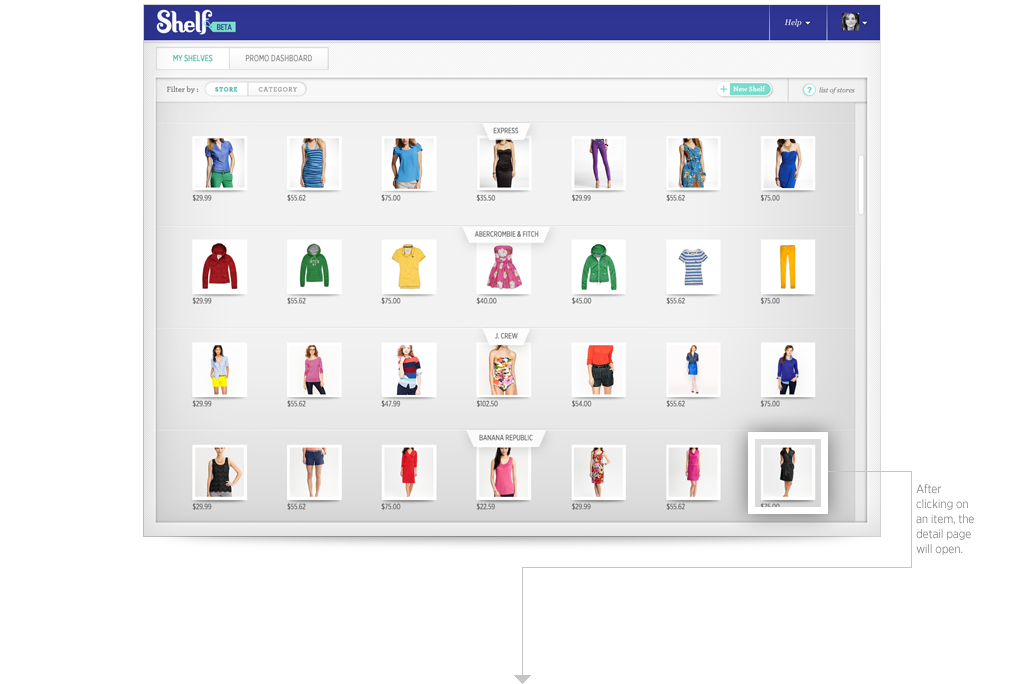 Shelf BETA
Help
MY SHELVES PROMO DASHBOARD
Filter by : STORE CATEGORY + New Shelf ? list of stores
EXPRESS
$29.99 $55.62 $75.00 $35.50 $29.99 $55.62 $75.00
ABERCROMBIE & FITCH
$29.99 $55.62 $75.00 $40.00 $45.00 $55.62 $75.00
J. CREW
$29.99 $55.62 $47.99 $102.50 $54.00 $55.62 $75.00
BANANA REPUBLIC
$29.99 $55.62 $75.00 $22.59 $29.99 $55.62 $75.00
After
clicking on
an item, the
detail page
will open.